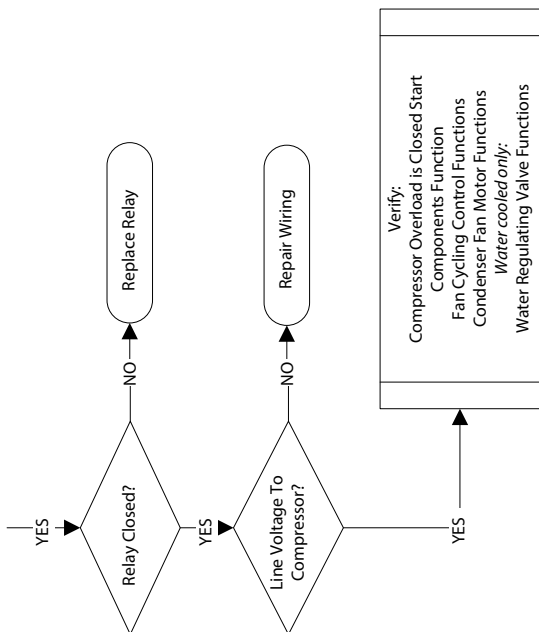 YES
Relay Closed?
NO
Replace Relay
YES
Line Voltage To
Compressor?
NO
Repair Wiring
YES
Verify:
Compressor Overload is Closed Start
Components Function
Fan Cycling Control Functions
Condenser Fan Motor Functions
Water cooled only:
Water Regulating Valve Functions